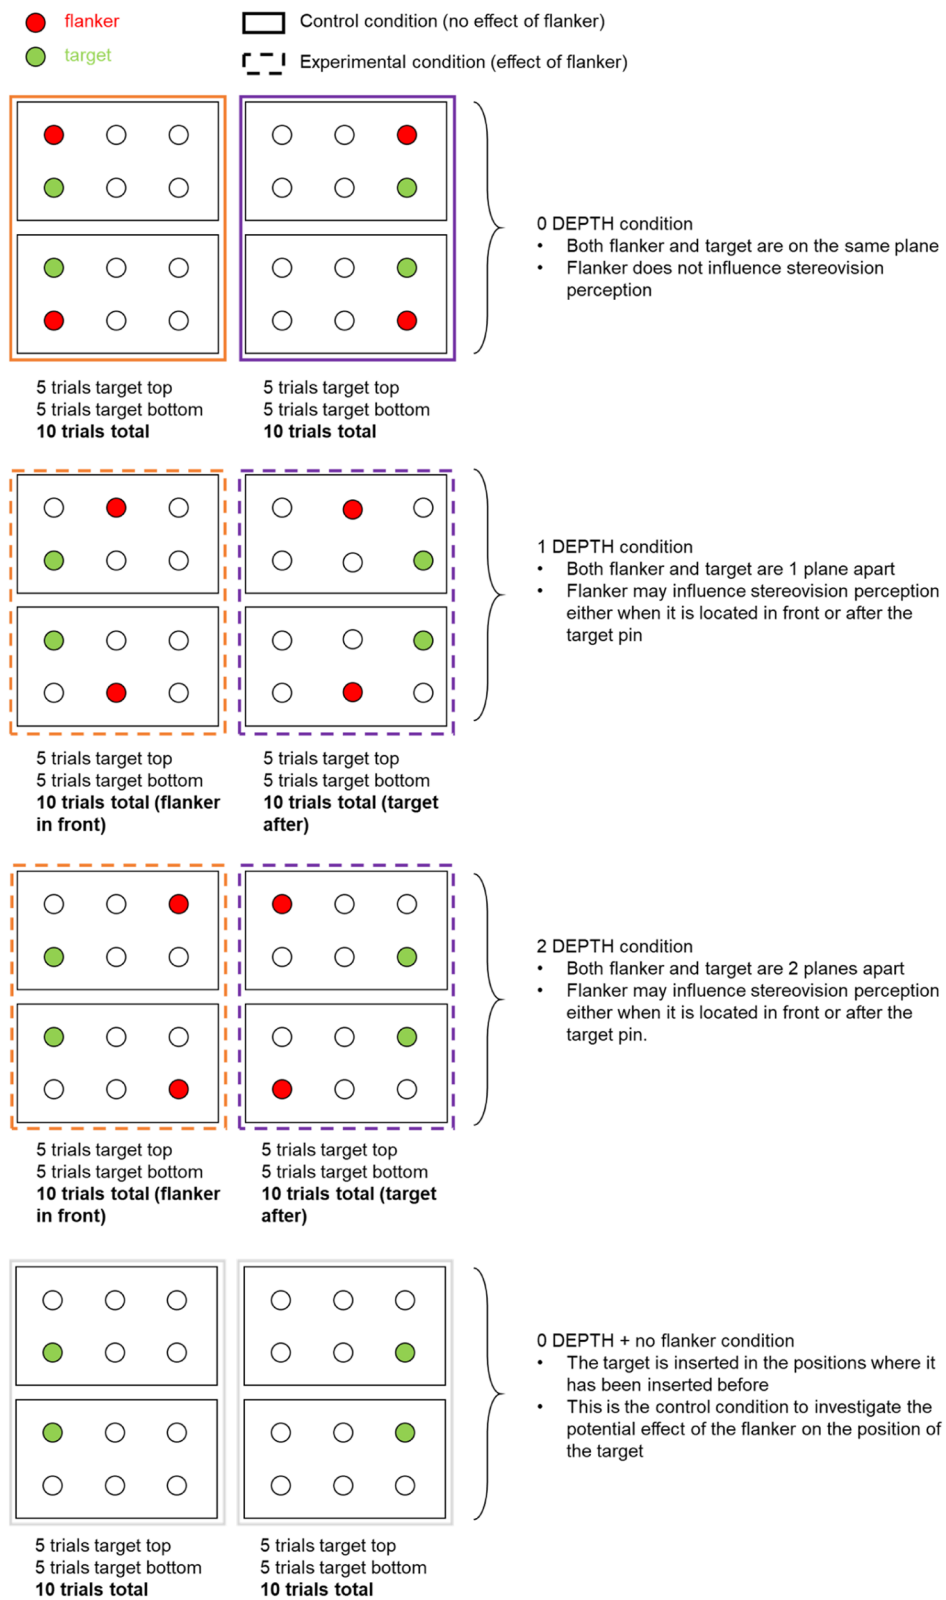 flanker
target
Control condition (no effect of flanker)
Experimental condition (effect of flanker)
0 DEPTH condition
• Both flanker and target are on the same plane
• Flanker does not influence stereovision
perception
5 trials target top
5 trials target bottom
10 trials total
5 trials target top
5 trials target bottom
10 trials total
1 DEPTH condition
• Both flanker and target are 1 plane apart
• Flanker may influence stereovision perception
either when it is located in front or after the
target pin
5 trials target top
5 trials target bottom
10 trials total (flanker
in front)
5 trials target top
5 trials target bottom
10 trials total (target
after)
2 DEPTH condition
• Both flanker and target are 2 planes apart
• Flanker may influence stereovision perception
either when it is located in front or after the
target pin.
5 trials target top
5 trials target bottom
10 trials total (flanker
in front)
5 trials target top
5 trials target bottom
10 trials total (target
after)
0 DEPTH + no flanker condition
• The target is inserted in the positions where it
has been inserted before
• This is the control condition to investigate the
potential effect of the flanker on the position of
the target
5 trials target top
5 trials target bottom
10 trials total
5 trials target top
5 trials target bottom
10 trials total